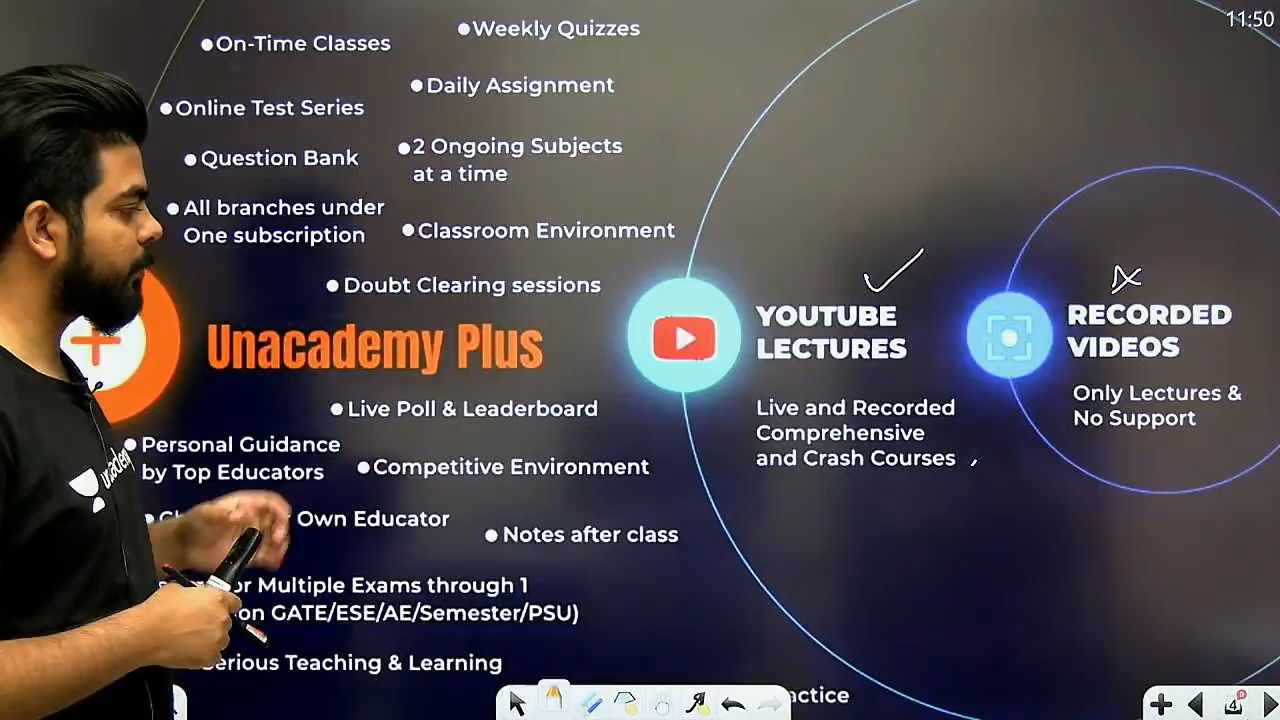 11:50
On-Time Classes
Weekly Quizzes
Daily Assignment
Online Test Series
2 Ongoing Subjects
at a time
Question Bank
All branches under
One subscription
Classroom Environment
Doubt Clearing sessions
Unacademy Plus
Live Poll & Leaderboard
Personal Guidance
by Top Educators
Competitive Environment
Own Educator
Notes after class
Multiple Exams through 1
GATE/ESE/AE/Semester/PSU)
Serious Teaching & Learning
YOUTUBE
LECTURES
Live and Recorded
Comprehensive
and Crash Courses
RECORDED
VIDEOS
Only Lectures &
No Support